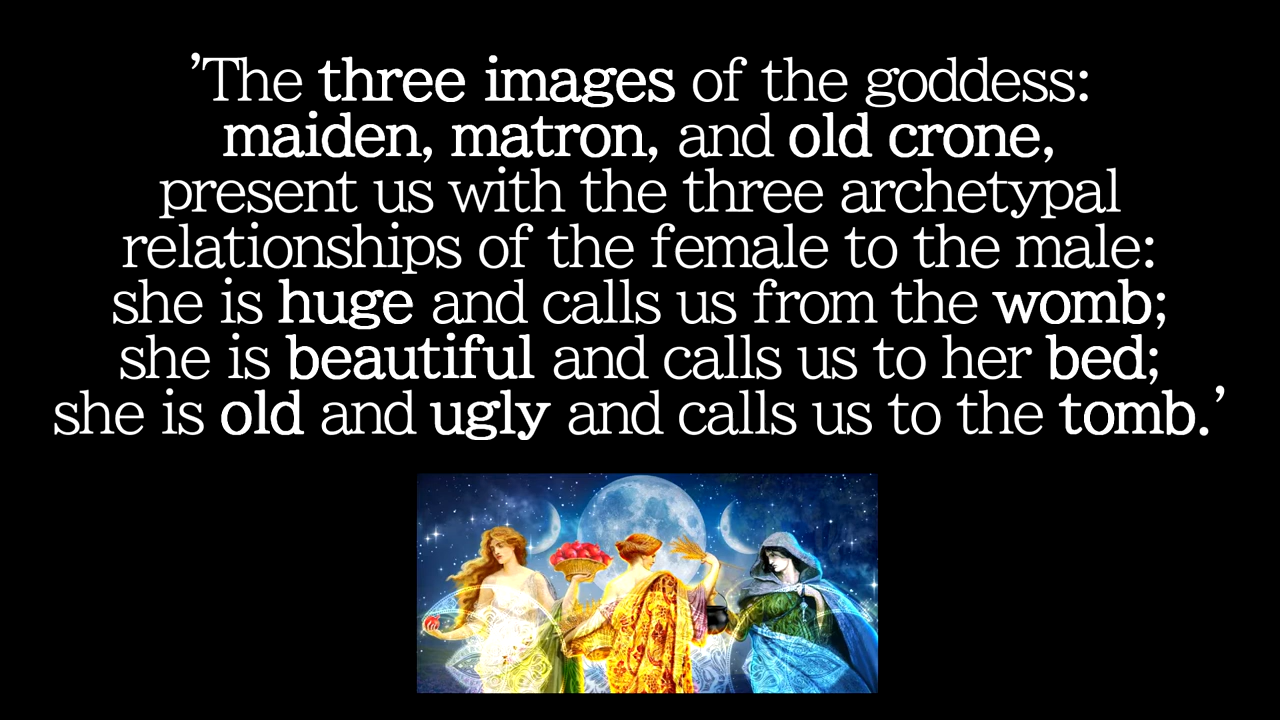 ’The three images of the goddess:
maiden, matron, and old crone,
present us with the three archetypal
relationships of the female to the male:
she is huge and calls us from the womb;
she is beautiful and calls us to her bed;
she is old and ugly and calls us to the tomb.’